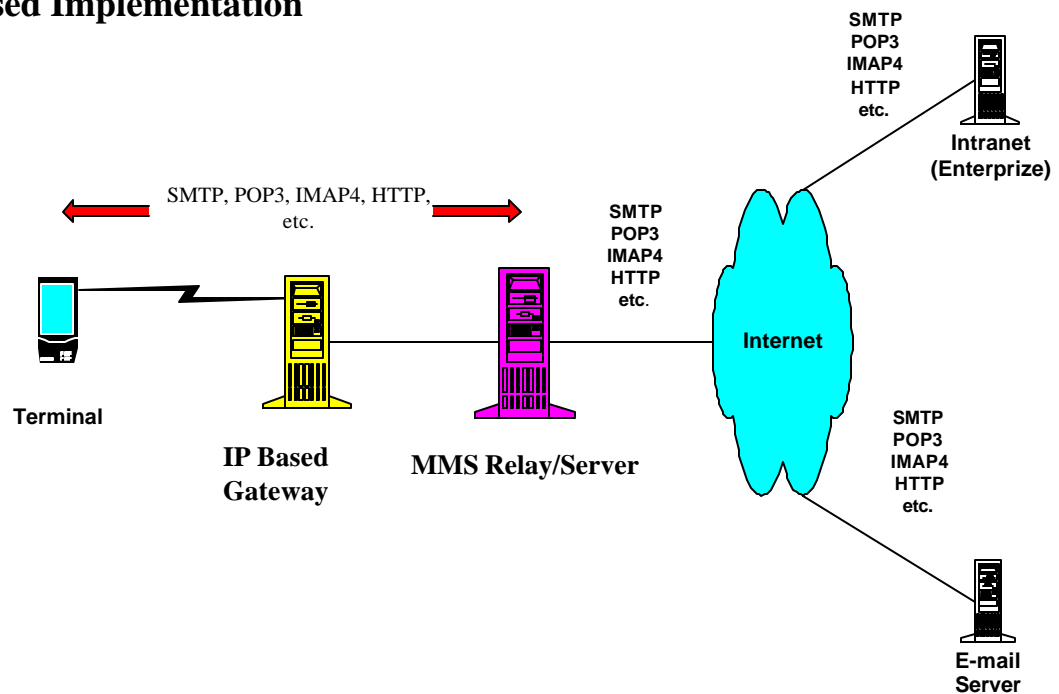 sed Implementation
SMTP
POP3
IMAP4
HTTP
etc.
Intranet
(Enterprize)
SMTP, POP3, IMAP4, HTTP,
etc.
SMTP
POP3
IMAP4
HTTP
etc.
Internet
Terminal
IP Based
Gateway
MMS Relay/Server
SMTP
POP3
IMAP4
HTTP
etc.
E-mail
Server